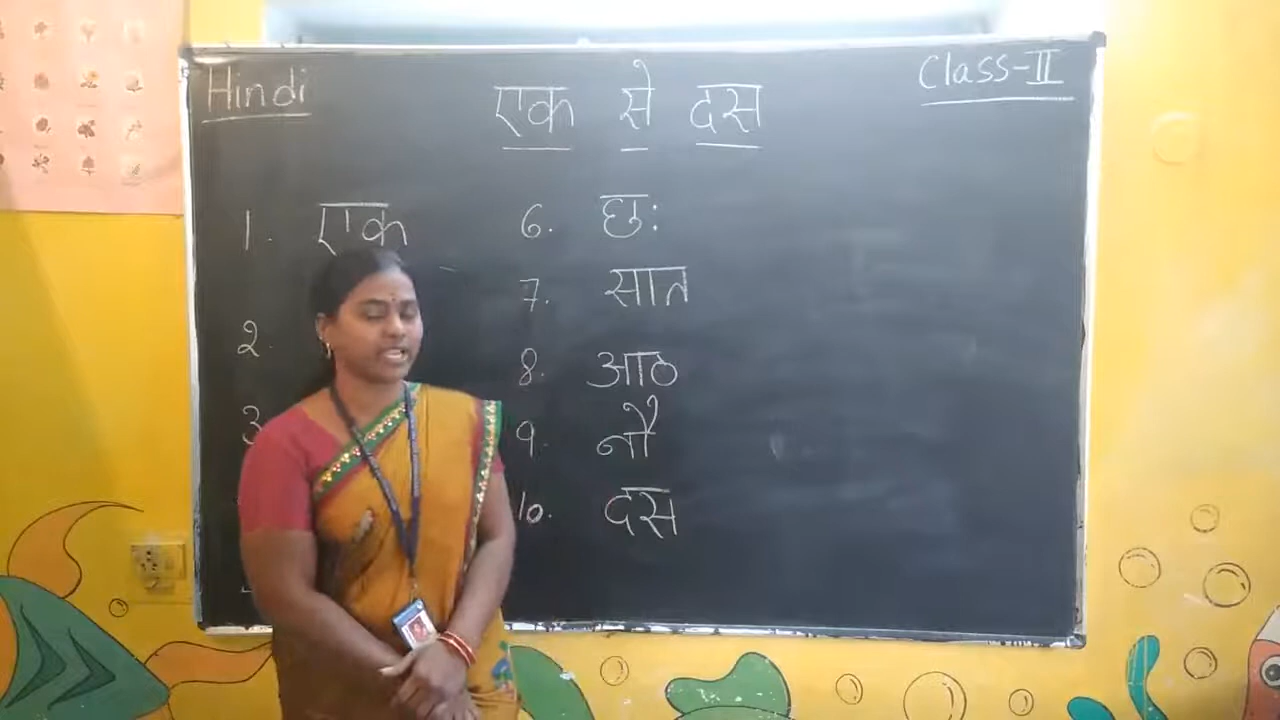 Hindi एक से दस Class-II
1. एक
2.
3.
6. छः
7. सात
8. आठ
9. नौ
10. दस